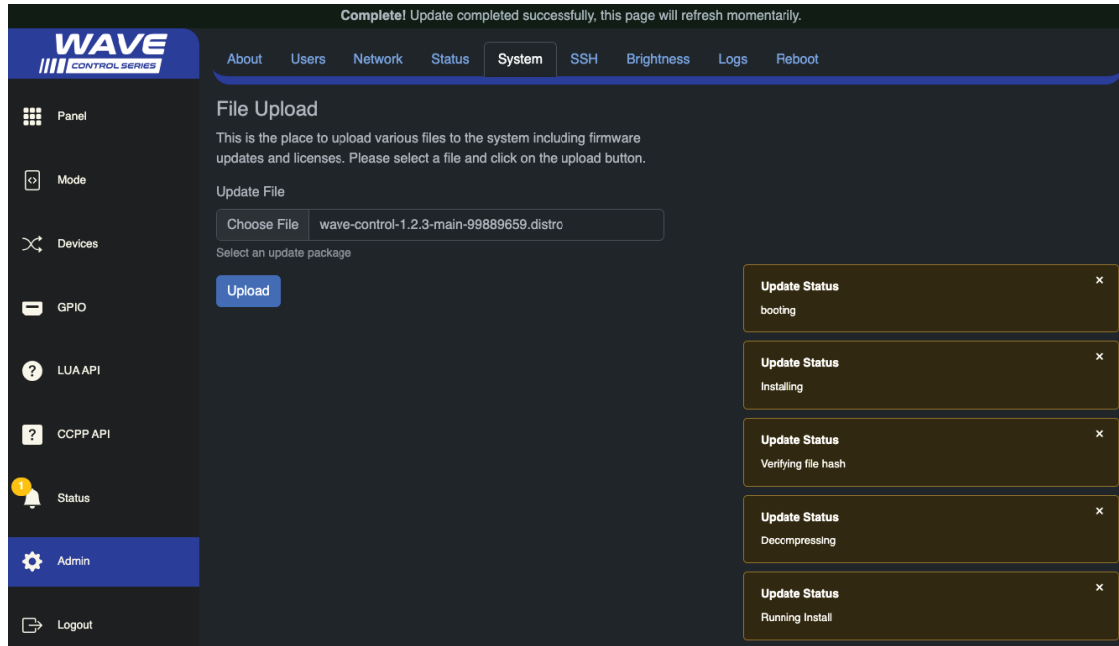 Complete! Update completed successfully, this page will refresh momentarily.
WAVE
CONTROL SERIES
About Users Network Status System SSH Brightness Logs Reboot
Panel
Mode
Devices
GPIO
LUA API
CCPP API
1
Status
Admin
Logout
File Upload
This is the place to upload various files to the system including firmware
updates and licenses. Please select a file and click on the upload button.
Update File
Choose File wave-control-1.2.3-main-99889659.distro
Select an update package
Upload
Update Status
booting
Update Status
Installing
Update Status
Verifying file hash
Update Status
Decompressing
Update Status
Running Install